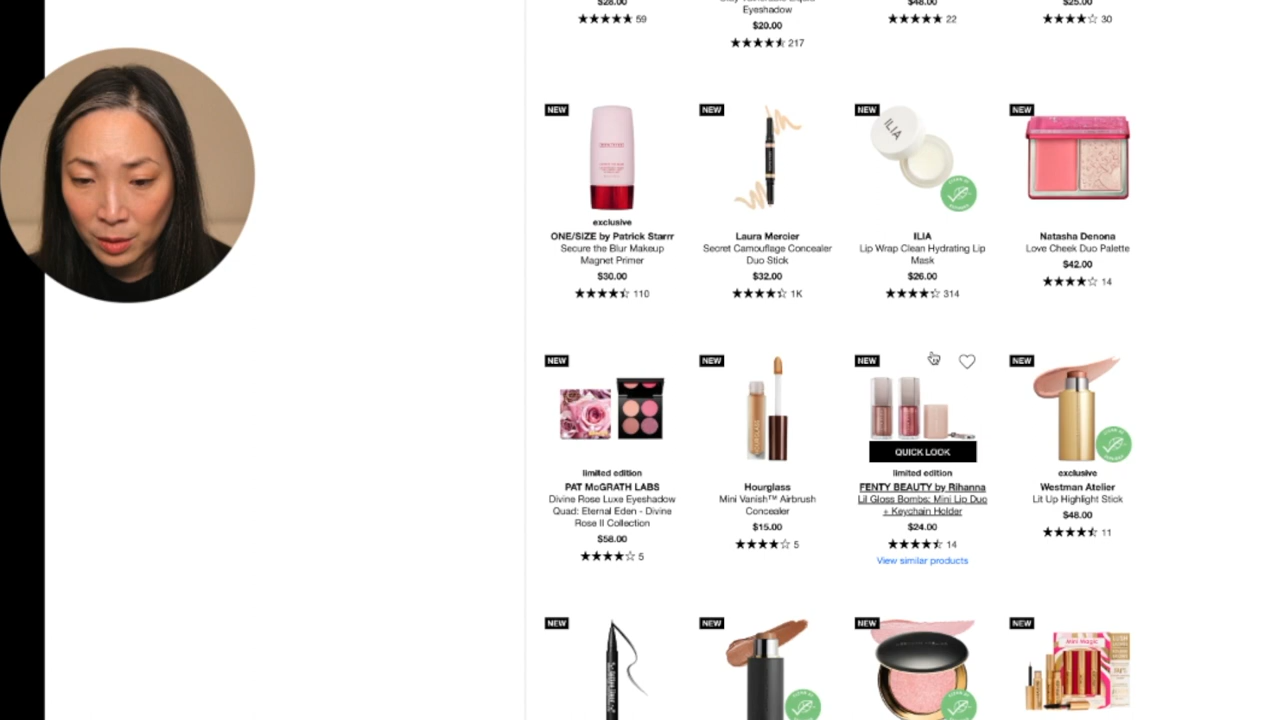 $28.00
59
Eyeshadow
$20.00
217
$48.00
22
$25.00
30
NEW
exclusive
ONE/SIZE by Patrick Starrr
Secure the Blur Makeup
Magnet Primer
$30.00
110
NEW
Laura Mercier
Secret Camouflage Concealer
Duo Stick
$32.00
1K
NEW
ILIA
ILIA
Lip Wrap Clean Hydrating Lip
Mask
$26.00
314
NEW
Natasha Denona
Love Cheek Duo Palette
$42.00
14
NEW
limited edition
PAT McGRATH LABS
Divine Rose Luxe Eyeshadow
Quad: Eternal Eden - Divine
Rose II Collection
$58.00
5
NEW
Hourglass
Mini Vanish™ Airbrush
Concealer
$15.00
5
NEW
QUICK LOOK
limited edition
FENTY BEAUTY by Rihanna
Lil Gloss Bombs: Mini Lip Duo
+ Keychain Holder
$24.00
14
View similar products
NEW
exclusive
Westman Atelier
Lit Up Highlight Stick
$48.00
11
NEW
NEW
NEW
NEW